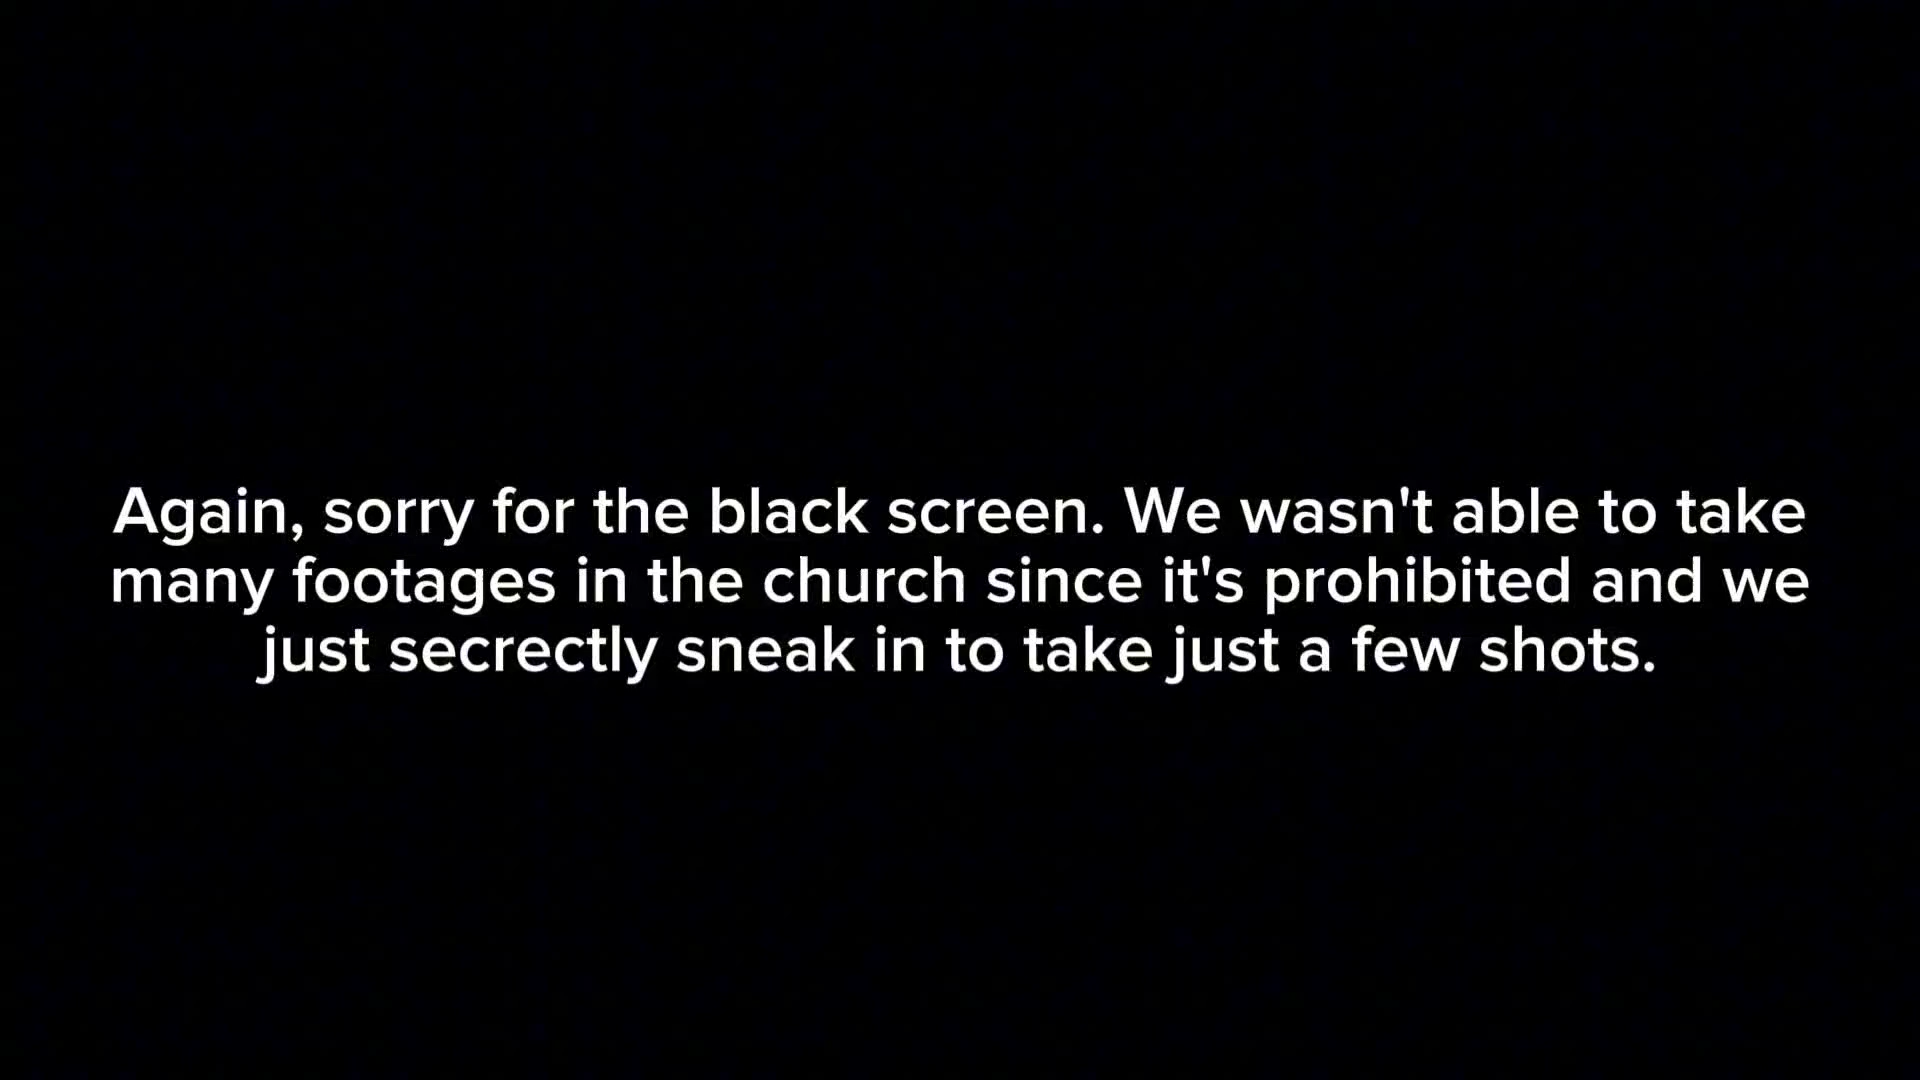 Again, sorry for the black screen. We wasn't able to take
many footages in the church since it's prohibited and we
just secrectly sneak in to take just a few shots.